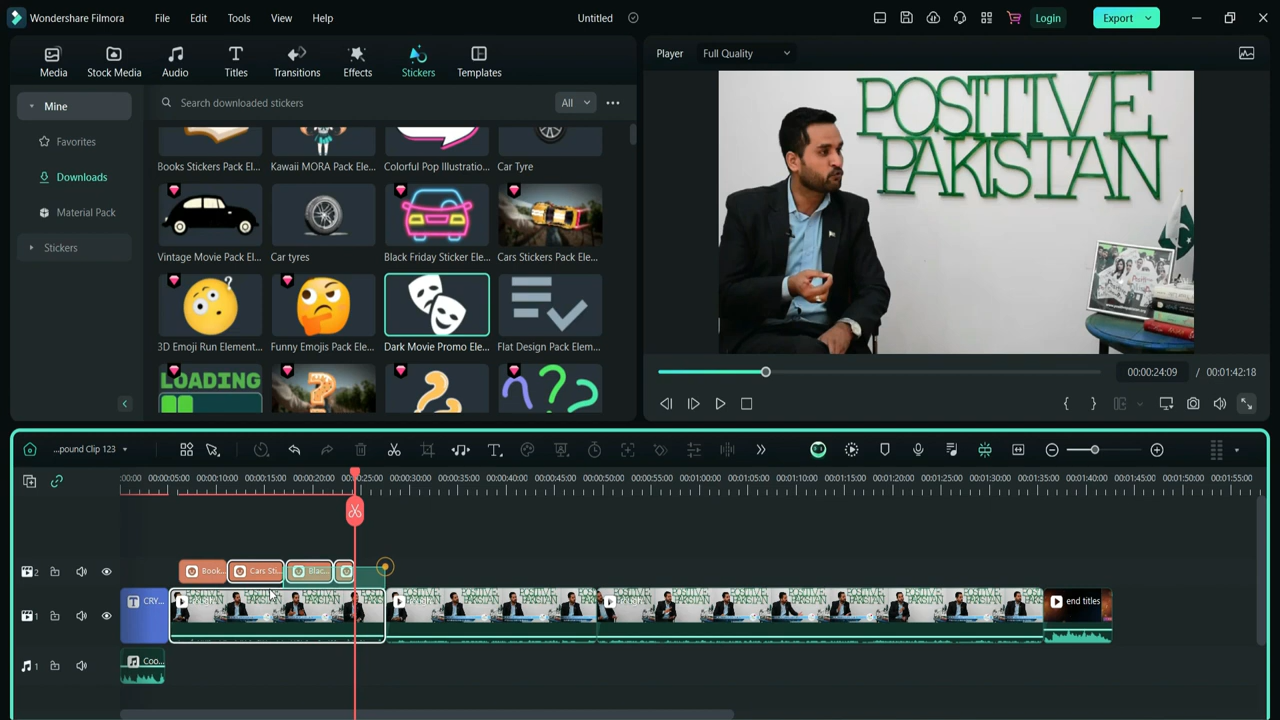 Wondershare Filmora
File Edit Tools View Help
Untitled
Login
Export
Media
Stock Media
Audio
Titles
Transitions
Effects
Stickers
Templates
Mine
Favorites
Downloads
Material Pack
Stickers
Search downloaded stickers
All
Books Stickers Pack Ele...
Kawaii MORA Pack Ele...
Colorful Pop Illustratio...
Car Tyre
Vintage Movie Pack El...
Car tyres
Black Friday Sticker Ele...
Cars Stickers Pack Ele...
3D Emoji Run Element...
Funny Emojis Pack Ele...
Dark Movie Promo Ele...
Flat Design Pack Elem...
LOADING
Player
Full Quality
POSITIVE
PAKISTAN
00:00:24:09 / 00:01:42:18
...pound Clip 123
:00:00 00:00:05:00 00:00:10:00 00:00:15:00 00:00:20:00 00:00:25:00 00:00:30:00 00:00:35:00 00:00:40:00 00:00:45:00 00:00:50:00 00:00:55:00 00:01:00:00 00:01:05:00 00:01:10:00 00:01:15:00 00:01:20:00 00:01:25:00 00:01:30:00 00:01:35:00 00:01:40:00 00:01:45:00 00:01:50:00 00:01:55:00
2
Book...
Cars Sti...
Blac...
1
CRY...
end titles
1
Coo...